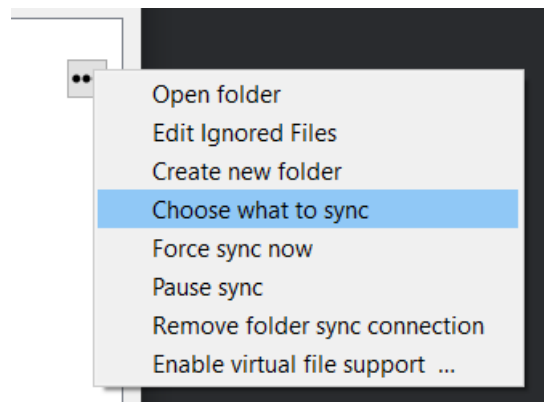 Open folder
Edit Ignored Files
Create new folder
Choose what to sync
Force sync now
Pause sync
Remove folder sync connection
Enable virtual file support ...